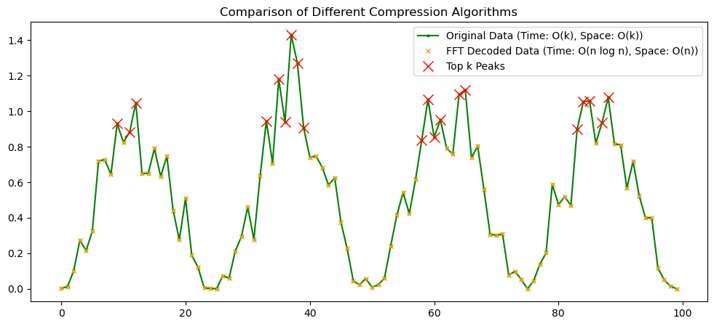 Comparison of Different Compression Algorithms
Original Data (Time: O(k), Space: O(k))
FFT Decoded Data (Time: O(n log n), Space: O(n))
Top k Peaks
1.4
1.2
1.0
0.8
0.6
0.4
0.2
0.0
0 20 40 60 80 100